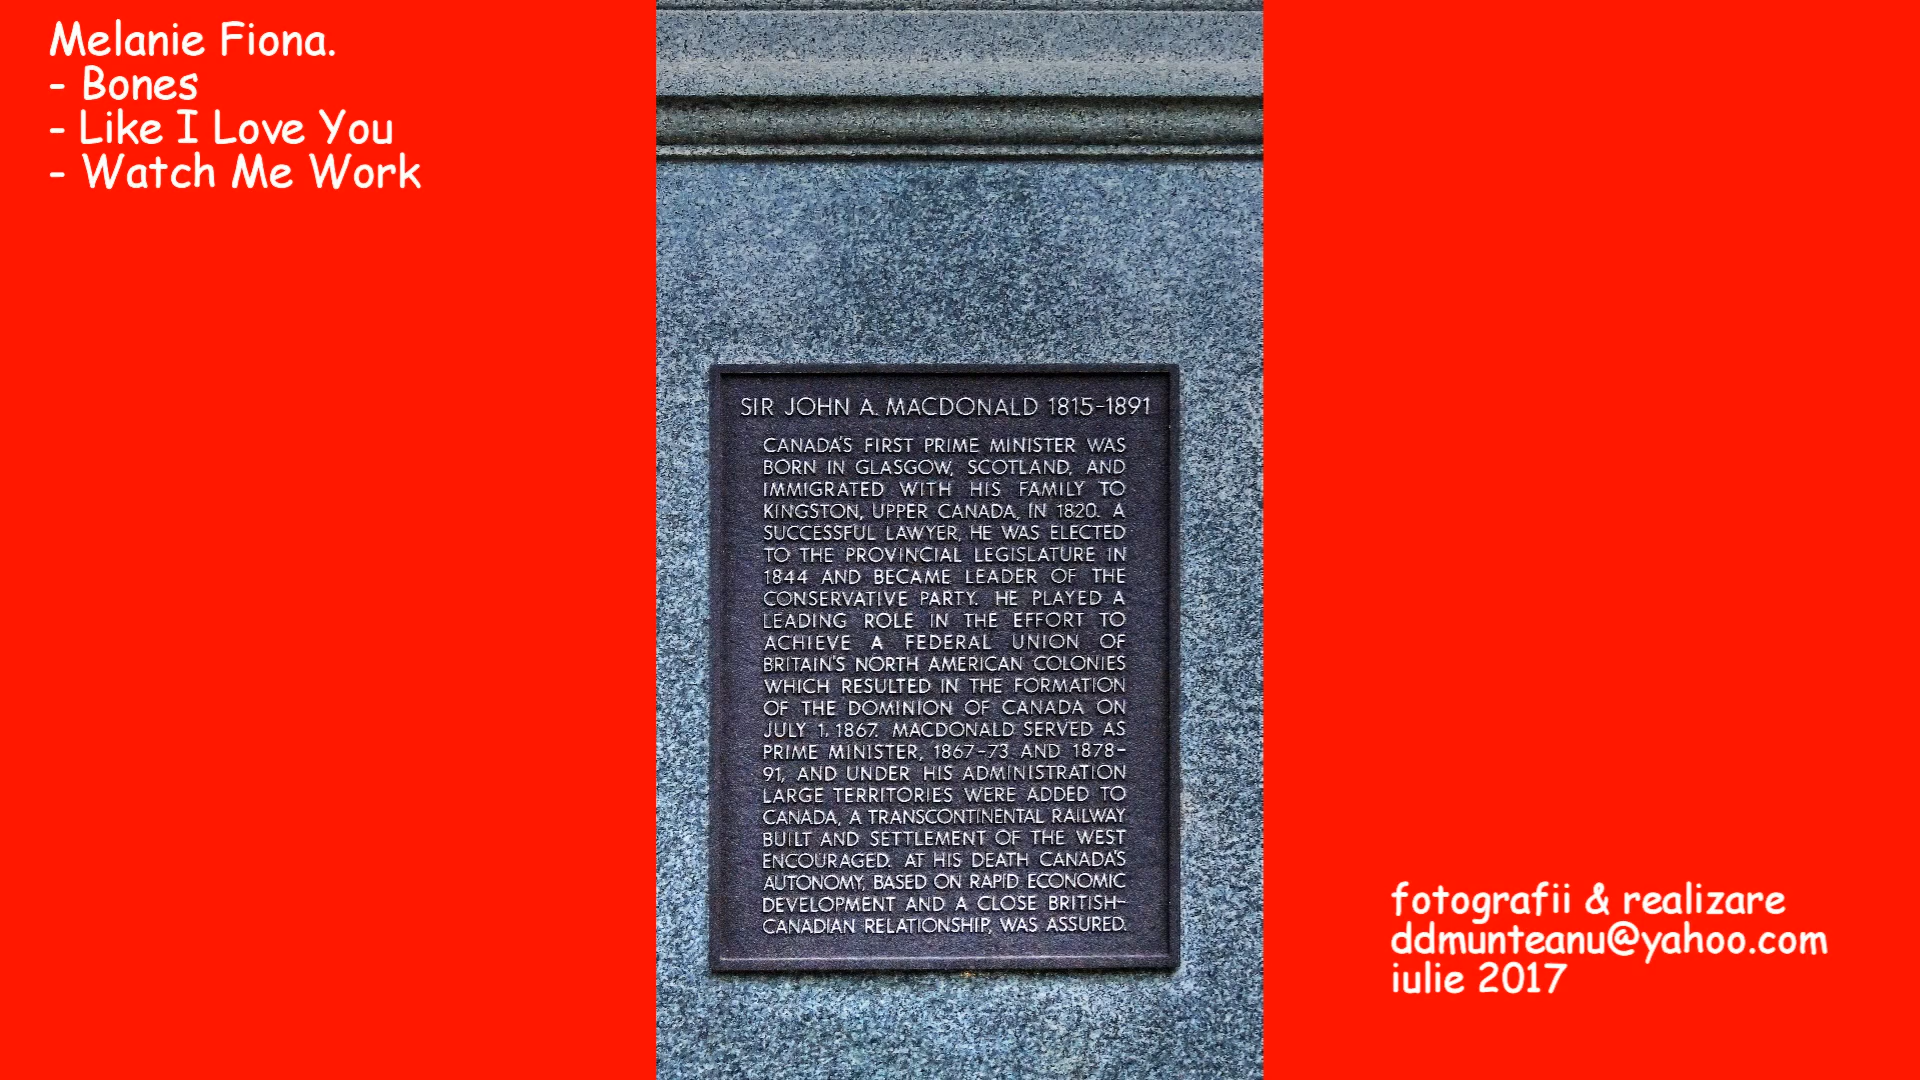 Melanie Fiona.
- Bones
- Like I Love You
- Watch Me Work
SIR JOHN A. MACDONALD 1815-1891
CANADA'S FIRST PRIME MINISTER WAS
BORN IN GLASGOW, SCOTLAND, AND
IMMIGRATED WITH HIS FAMILY TO
KINGSTON, UPPER CANADA, IN 1820. A
SUCCESSFUL LAWYER, HE WAS ELECTED
TO THE PROVINCIAL LEGISLATURE IN
1844 AND BECAME LEADER OF THE
CONSERVATIVE PARTY. HE PLAYED A
LEADING ROLE IN THE EFFORT TO
ACHIEVE A FEDERAL UNION OF
BRITAIN'S NORTH AMERICAN COLONIES
WHICH RESULTED IN THE FORMATION
OF THE DOMINION OF CANADA ON
JULY 1, 1867. MACDONALD SERVED AS
PRIME MINISTER, 1867-73 AND 1878-
91, AND UNDER HIS ADMINISTRATION
LARGE TERRITORIES WERE ADDED TO
CANADA, A TRANSCONTINENTAL RAILWAY
BUILT AND SETTLEMENT OF THE WEST
ENCOURAGED. AT HIS DEATH CANADA'S
AUTONOMY, BASED ON RAPID ECONOMIC
DEVELOPMENT AND A CLOSE BRITISH-
CANADIAN RELATIONSHIP, WAS ASSURED.
fotografii & realizare
ddmunteanu@yahoo.com
iulie 2017